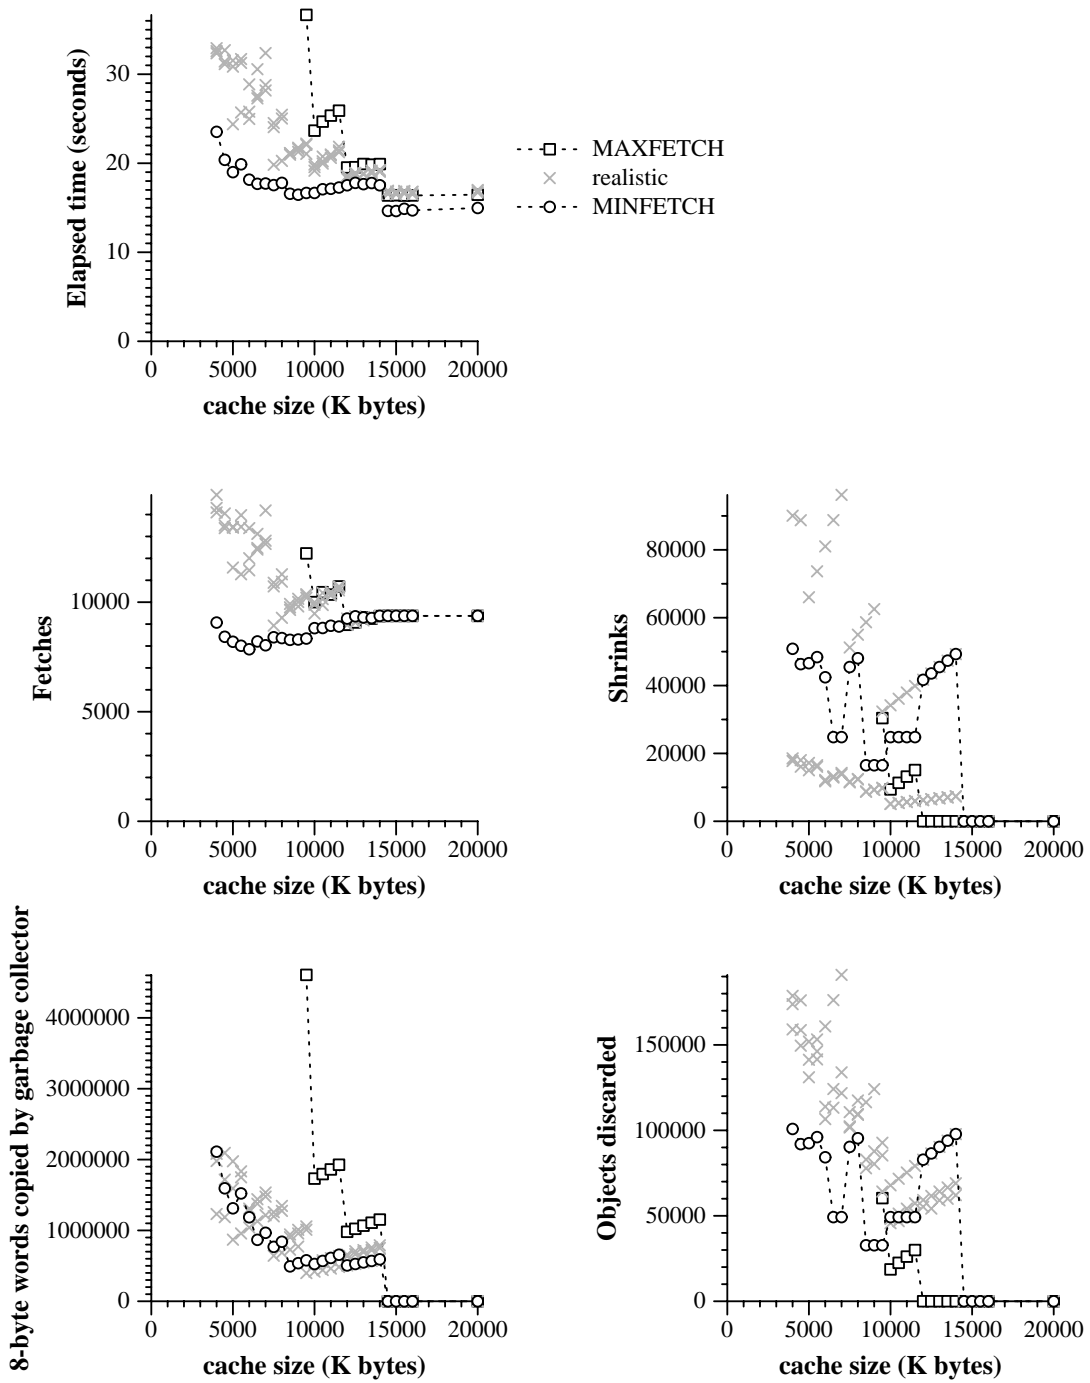 30
20
10
0
Elapsed time (seconds)
0 5000 10000 15000 20000
cache size (K bytes)
MAXFETCH
realistic
MINFETCH
10000
5000
0
Fetches
0 5000 10000 15000 20000
cache size (K bytes)
80000
60000
40000
20000
0
Shrinks
0 5000 10000 15000 20000
cache size (K bytes)
4000000
3000000
2000000
1000000
0
8-byte words copied by garbage collector
0 5000 10000 15000 20000
cache size (K bytes)
150000
100000
50000
0
Objects discarded
0 5000 10000 15000 20000
cache size (K bytes)